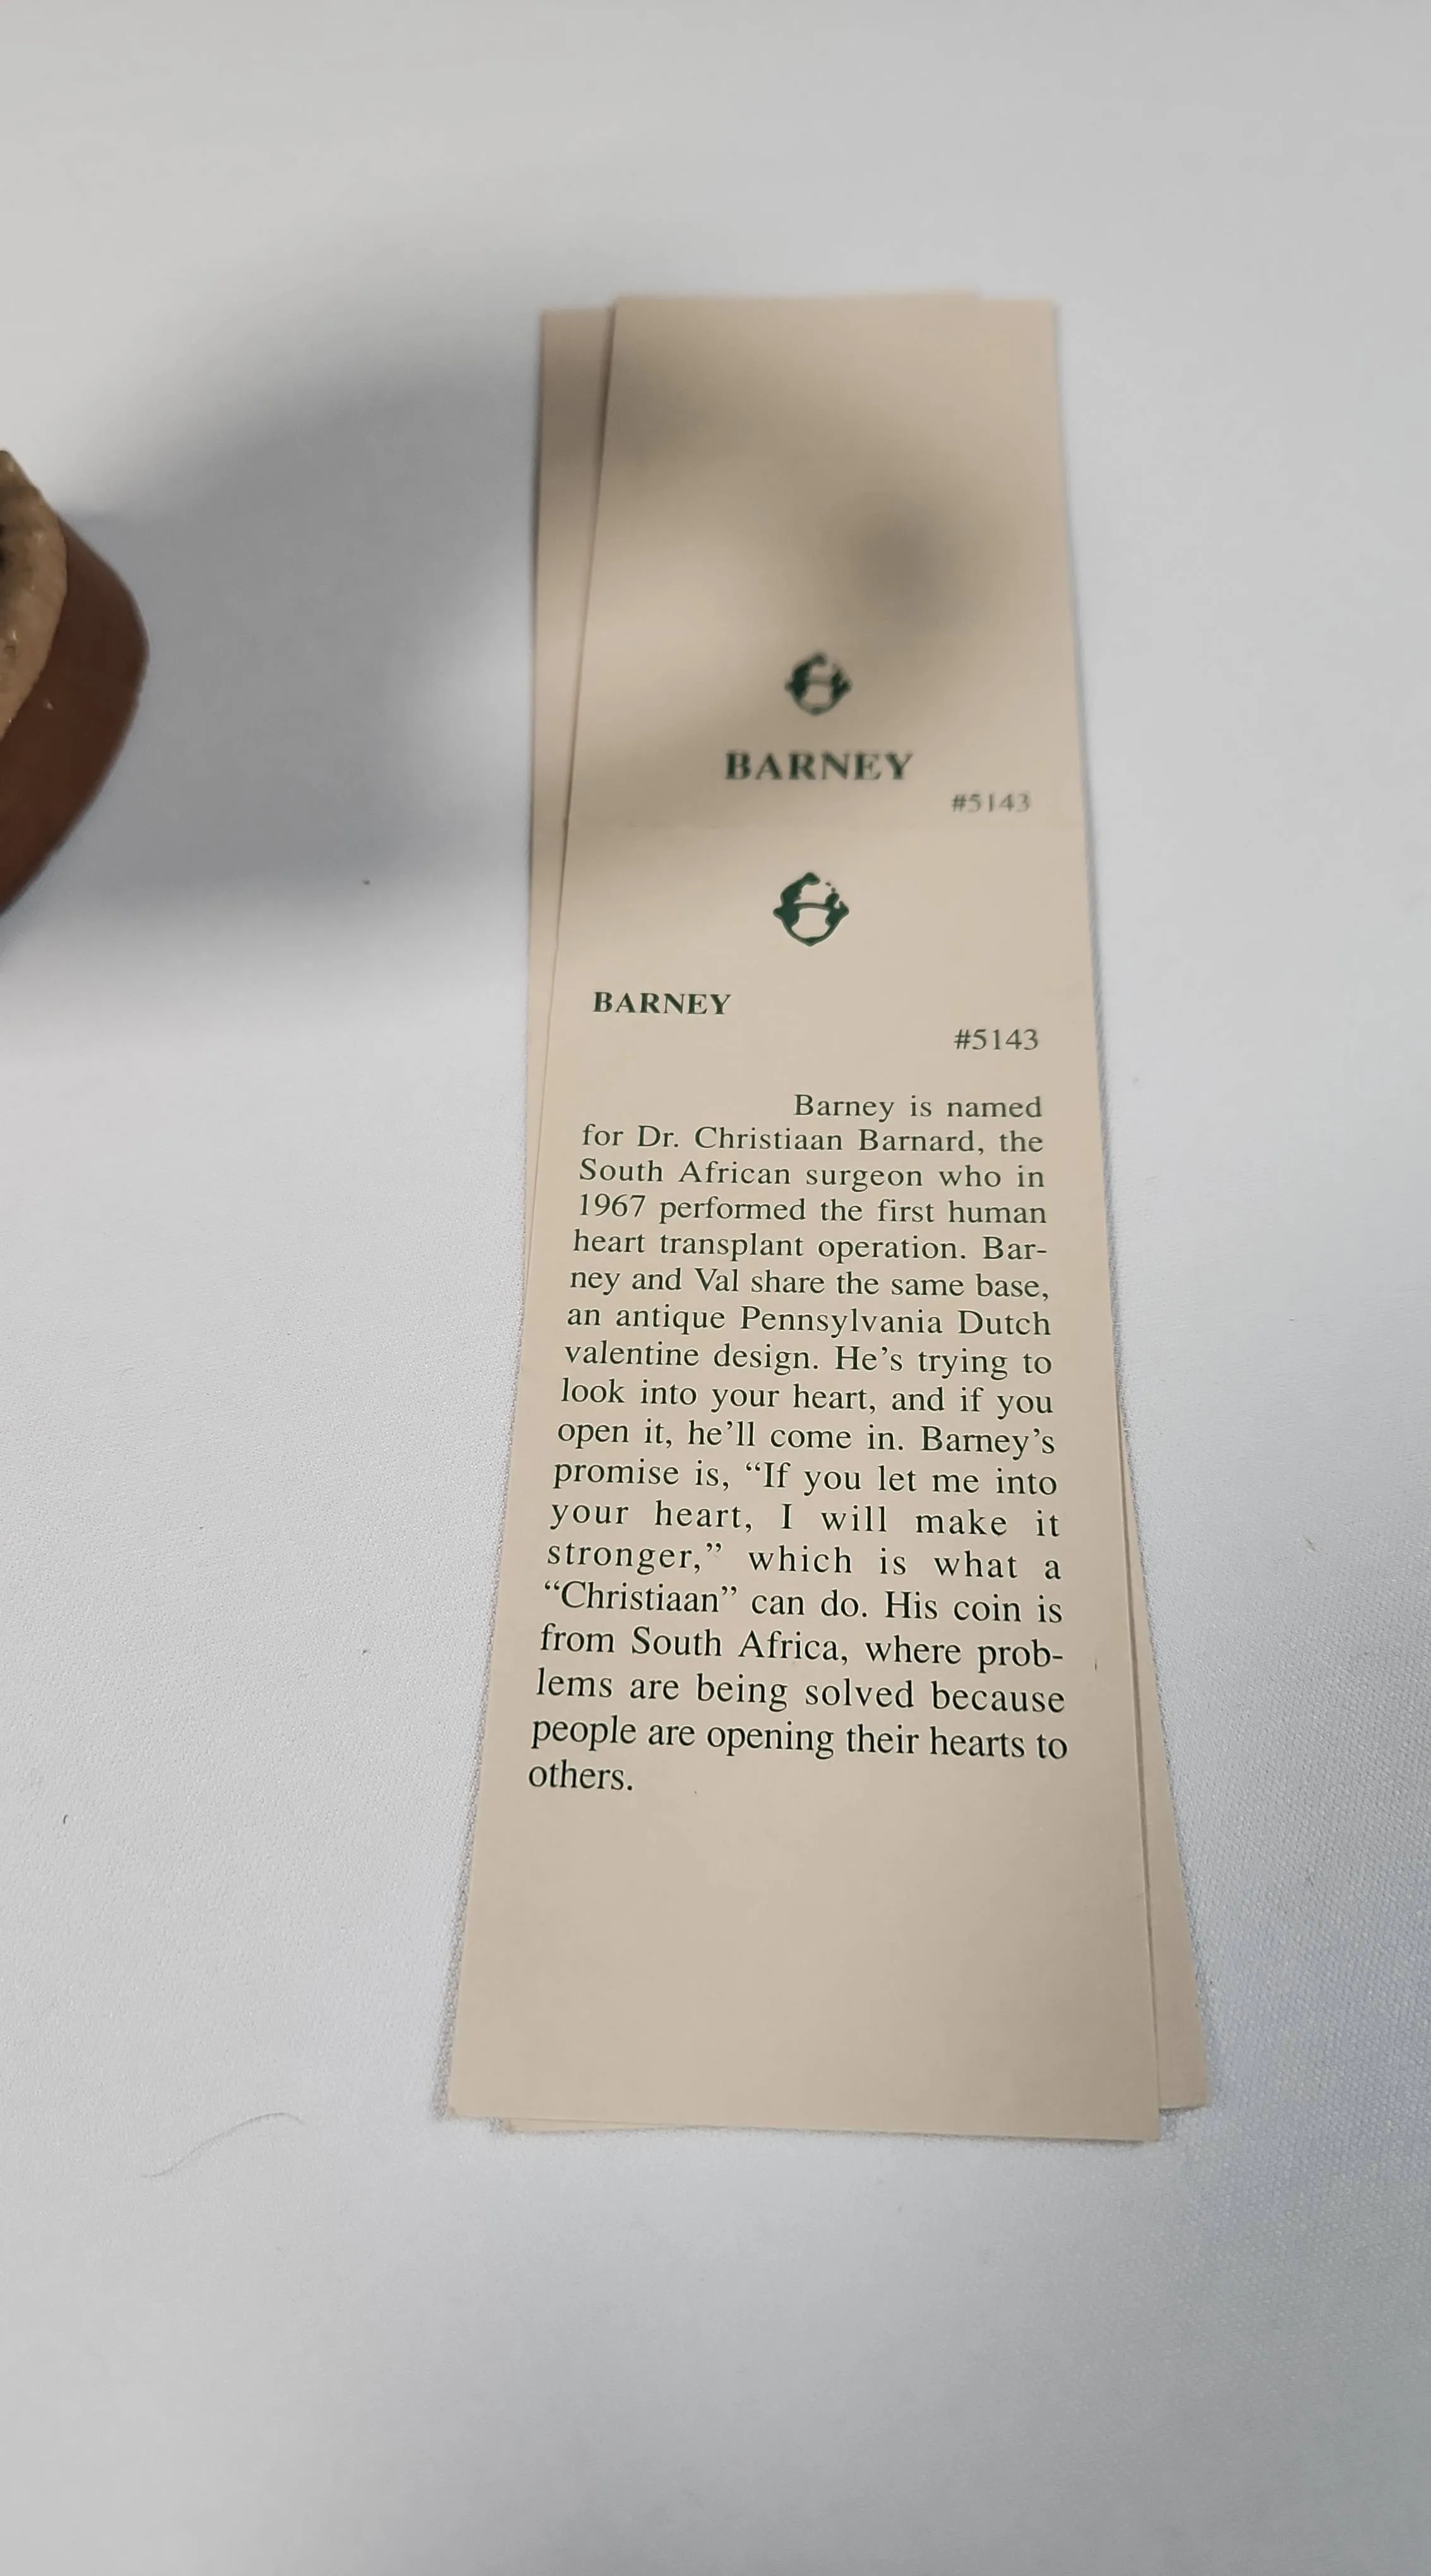 BARNEY
#5143
BARNEY
#5143
Barney is named
for Dr. Christiaan Barnard, the
South African surgeon who in
1967 performed the first human
heart transplant operation. Bar-
ney and Val share the same base,
an antique Pennsylvania Dutch
valentine design. He’s trying to
look into your heart, and if you
open it, he’ll come in. Barney’s
promise is, “If you let me into
your heart, I will make it
stronger,” which is what a
“Christiaan” can do. His coin is
from South Africa, where prob-
lems are being solved because
people are opening their hearts to
others.